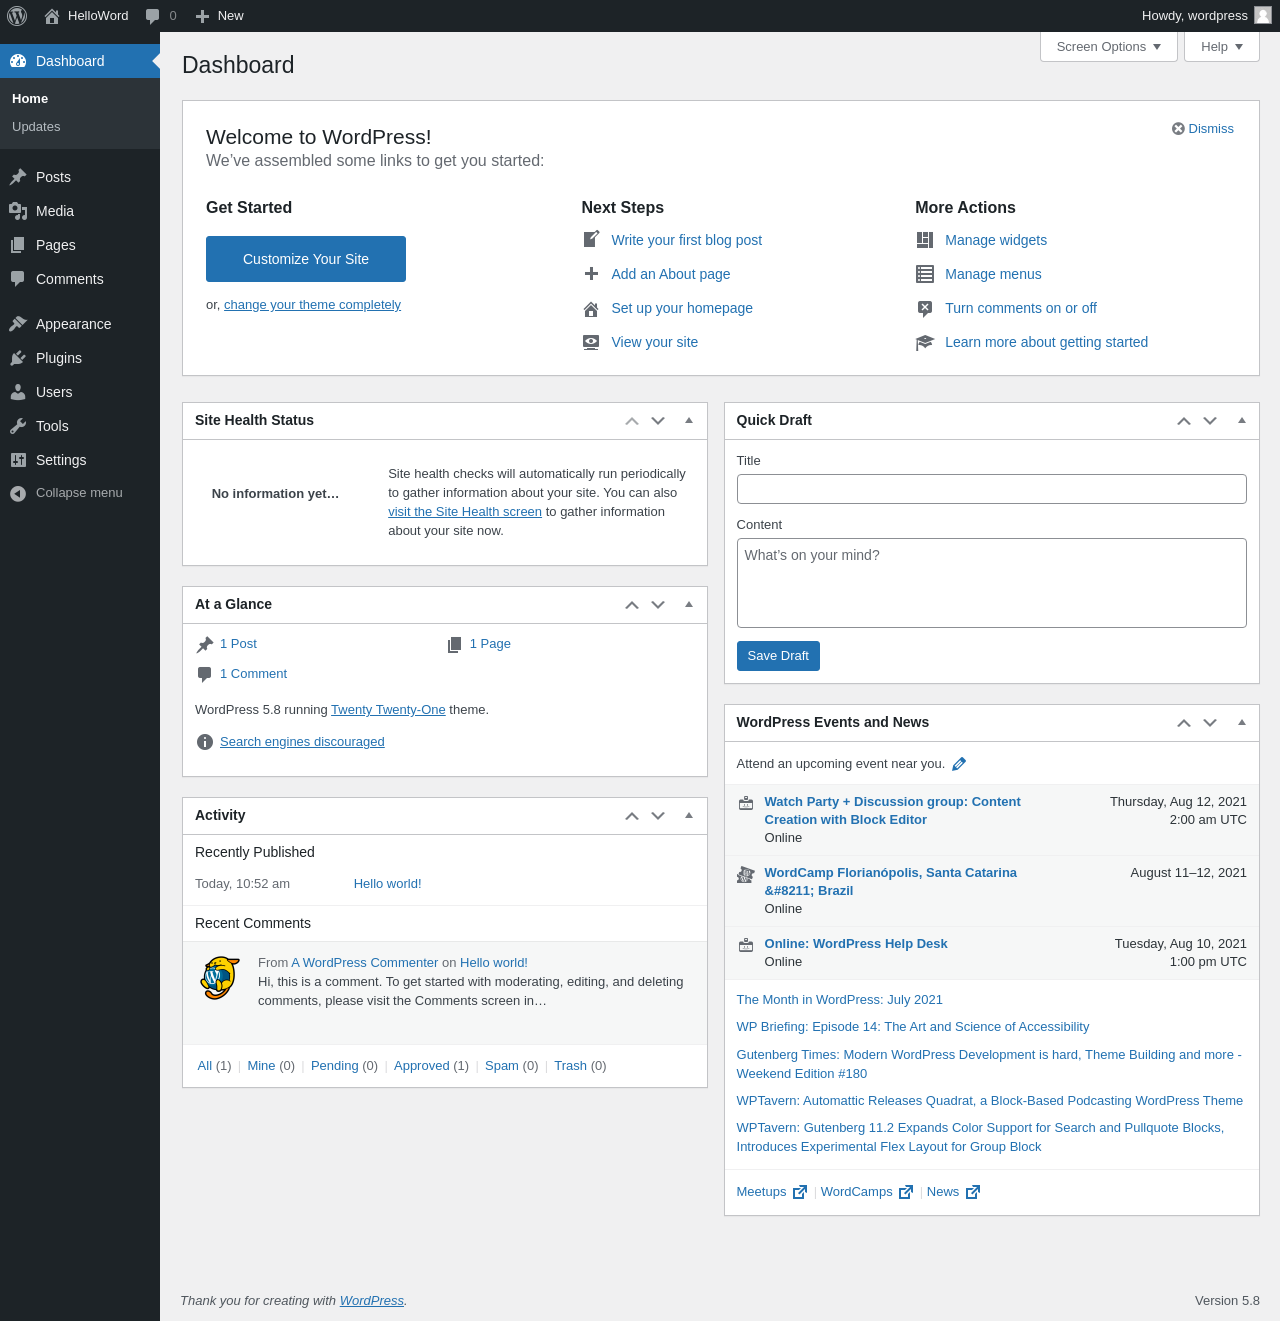 HelloWord 0 New Howdy, wordpress
Screen Options Help
Dashboard
Home
Updates
Posts
Media
Pages
Comments
Appearance
Plugins
Users
Tools
Settings
Collapse menu
Dashboard
Dismiss
Welcome to WordPress!
We’ve assembled some links to get you started:
Get Started
Customize Your Site
or, change your theme completely
Next Steps
Write your first blog post
Add an About page
Set up your homepage
View your site
More Actions
Manage widgets
Manage menus
Turn comments on or off
Learn more about getting started
Site Health Status
No information yet…
Site health checks will automatically run periodically
to gather information about your site. You can also
visit the Site Health screen to gather information
about your site now.
At a Glance
1 Post 1 Page
1 Comment
WordPress 5.8 running Twenty Twenty-One theme.
Search engines discouraged
Activity
Recently Published
Today, 10:52 am Hello world!
Recent Comments
From A WordPress Commenter on Hello world!
Hi, this is a comment. To get started with moderating, editing, and deleting
comments, please visit the Comments screen in…
All (1) | Mine (0) | Pending (0) | Approved (1) | Spam (0) | Trash (0)
Quick Draft
Title
Content
What’s on your mind?
Save Draft
WordPress Events and News
Attend an upcoming event near you.
Watch Party + Discussion group: Content Thursday, Aug 12, 2021
Creation with Block Editor 2:00 am UTC
Online
WordCamp Florianópolis, Santa Catarina August 11–12, 2021
&#8211; Brazil
Online
Online: WordPress Help Desk Tuesday, Aug 10, 2021
Online 1:00 pm UTC
The Month in WordPress: July 2021
WP Briefing: Episode 14: The Art and Science of Accessibility
Gutenberg Times: Modern WordPress Development is hard, Theme Building and more -
Weekend Edition #180
WPTavern: Automattic Releases Quadrat, a Block-Based Podcasting WordPress Theme
WPTavern: Gutenberg 11.2 Expands Color Support for Search and Pullquote Blocks,
Introduces Experimental Flex Layout for Group Block
Meetups | WordCamps | News
Thank you for creating with WordPress. Version 5.8